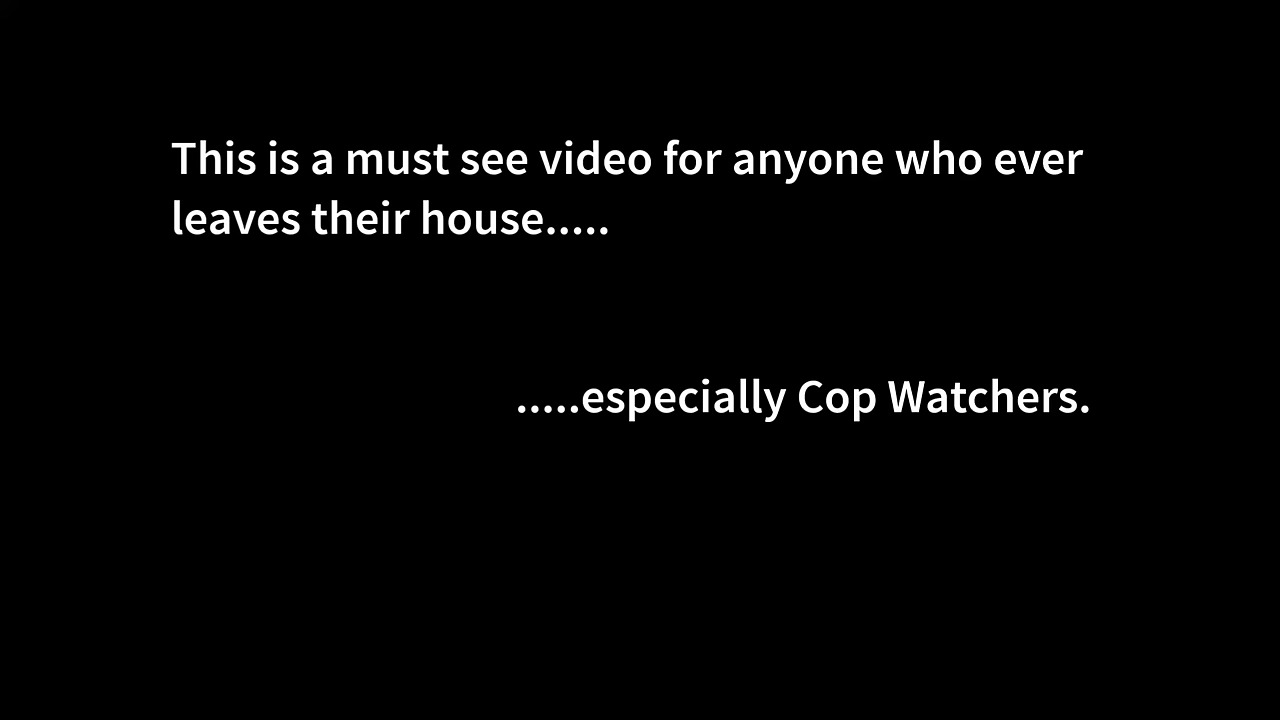 This is a must see video for anyone who ever
leaves their house.....
.....especially Cop Watchers.